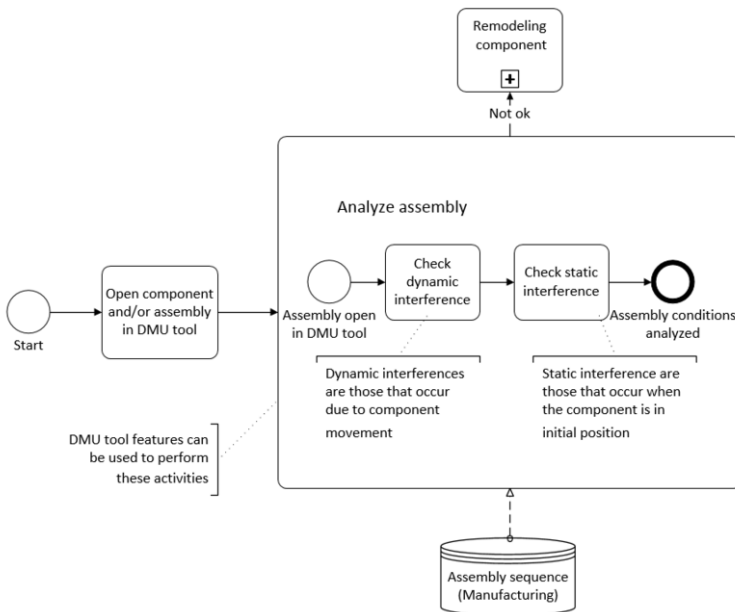 Remodeling
component
Not ok
Analyze assembly
Start
Open component
and/or assembly
in DMU tool
Assembly open
in DMU tool
Check
dynamic
interference
Check static
interference
Assembly conditions
analyzed
Dynamic interferences
are those that occur
due to component
movement
Static interference are
those that occur when
the component is in
initial position
DMU tool features can
be used to perform
these activities
Assembly sequence
(Manufacturing)